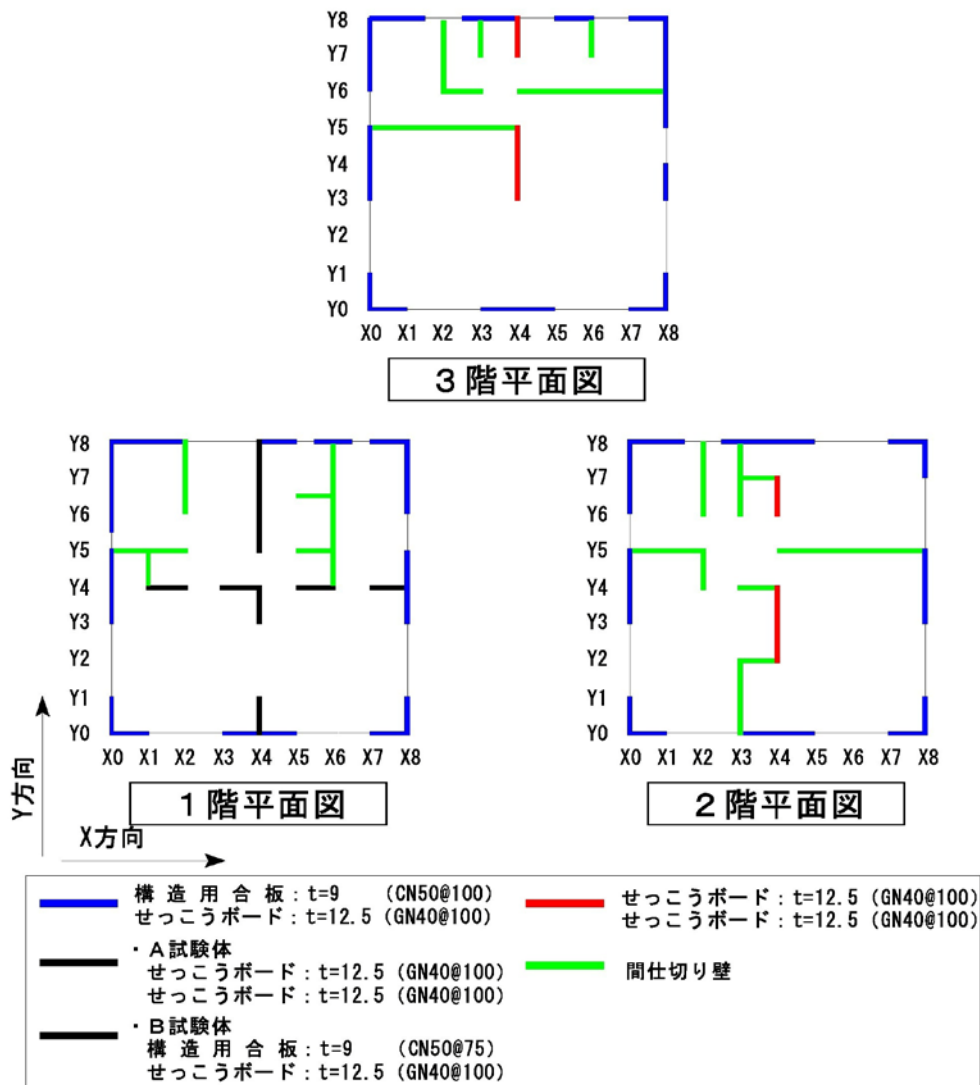 Y8
Y7
Y6
Y5
Y4
Y3
Y2
Y1
Y0
X0 X1 X2 X3 X4 X5 X6 X7 X8
3階平面図
Y8
Y7
Y6
Y5
Y4
Y3
Y2
Y1
Y0
X0 X1 X2 X3 X4 X5 X6 X7 X8
1階平面図
Y8
Y7
Y6
Y5
Y4
Y3
Y2
Y1
Y0
X0 X1 X2 X3 X4 X5 X6 X7 X8
2階平面図
Y方向
X方向
構造用合板:t=9 (CN50@100)
せっこうボード:t=12.5 (GN40@100)
・A試験体
せっこうボード:t=12.5 (GN40@100)
せっこうボード:t=12.5 (GN40@100)
・B試験体
構造用合板:t=9 (CN50@75)
せっこうボード:t=12.5 (GN40@100)
せっこうボード:t=12.5 (GN40@100)
せっこうボード:t=12.5 (GN40@100)
間仕切り壁